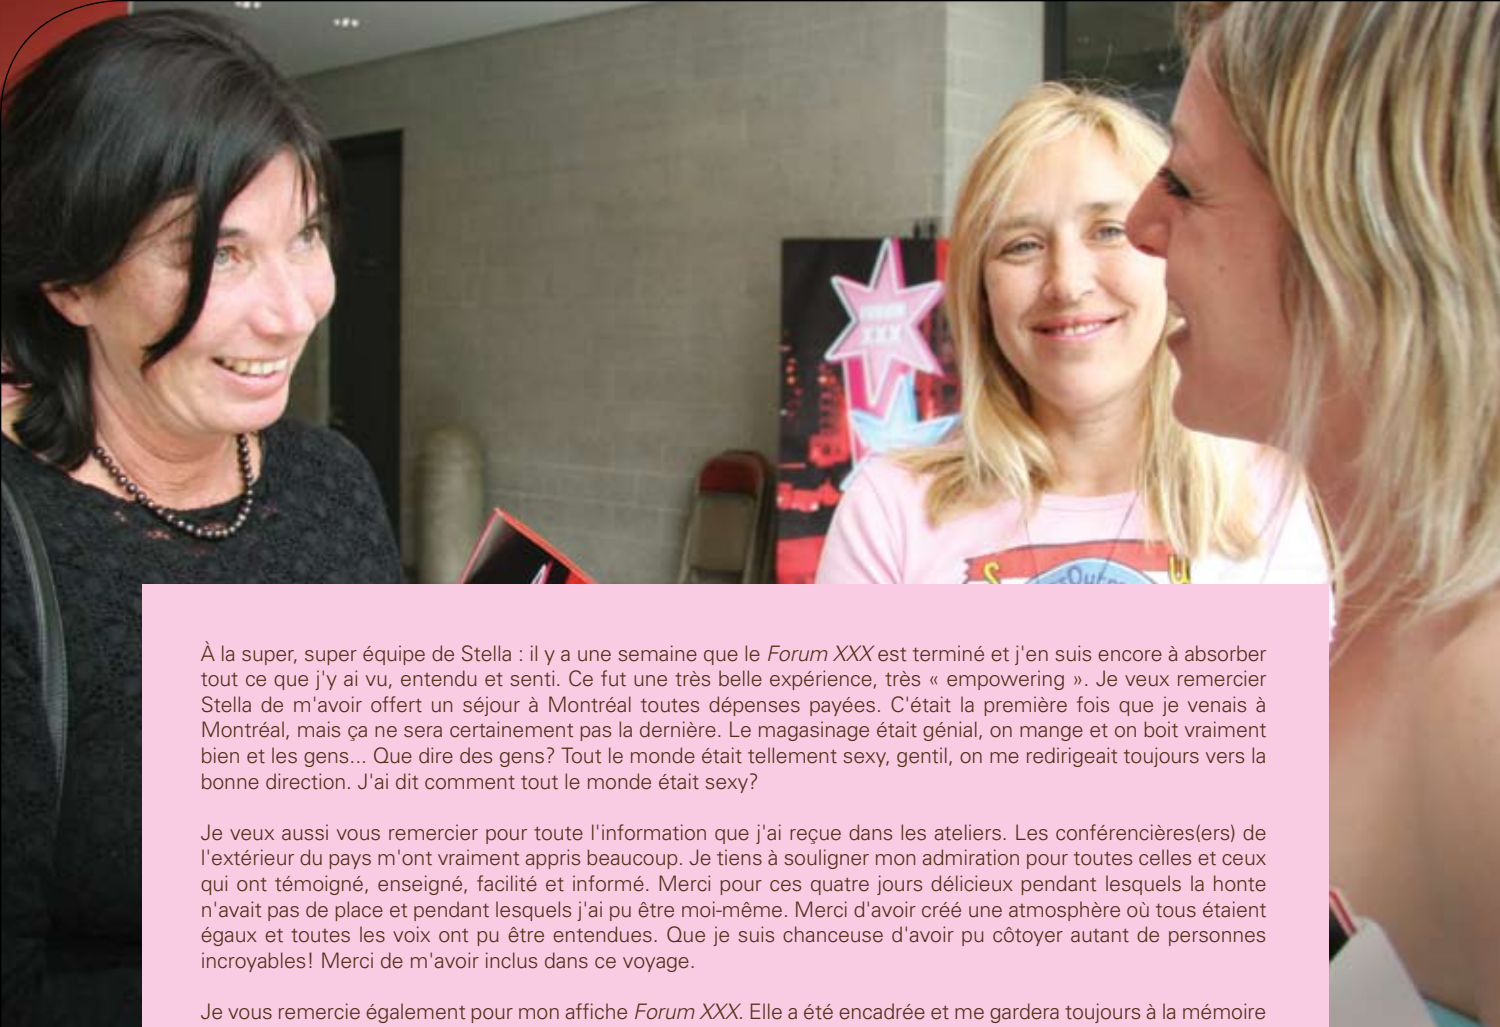 FORUM
XXX
À la super, super équipe de Stella : il y a une semaine que le Forum XXX est terminé et j'en suis encore à absorber
tout ce que j'y ai vu, entendu et senti. Ce fut une très belle expérience, très « empowering ». Je veux remercier
Stella de m'avoir offert un séjour à Montréal toutes dépenses payées. C'était la première fois que je venais à
Montréal, mais ça ne sera certainement pas la dernière. Le magasinage était génial, on mange et on boit vraiment
bien et les gens... Que dire des gens? Tout le monde était tellement sexy, gentil, on me redirigeait toujours vers la
bonne direction. J'ai dit comment tout le monde était sexy?
Je veux aussi vous remercier pour toute l'information que j'ai reçue dans les ateliers. Les conférencières(ers) de
l'extérieur du pays m'ont vraiment appris beaucoup. Je tiens à souligner mon admiration pour toutes celles et ceux
qui ont témoigné, enseigné, facilité et informé. Merci pour ces quatre jours délicieux pendant lesquels la honte
n'avait pas de place et pendant lesquels j'ai pu être moi-même. Merci d'avoir créé une atmosphère où tous étaient
égaux et toutes les voix ont pu être entendues. Que je suis chanceuse d'avoir pu côtoyer autant de personnes
incroyables! Merci de m'avoir inclus dans ce voyage.
Je vous remercie également pour mon affiche Forum XXX. Elle a été encadrée et me gardera toujours à la mémoire